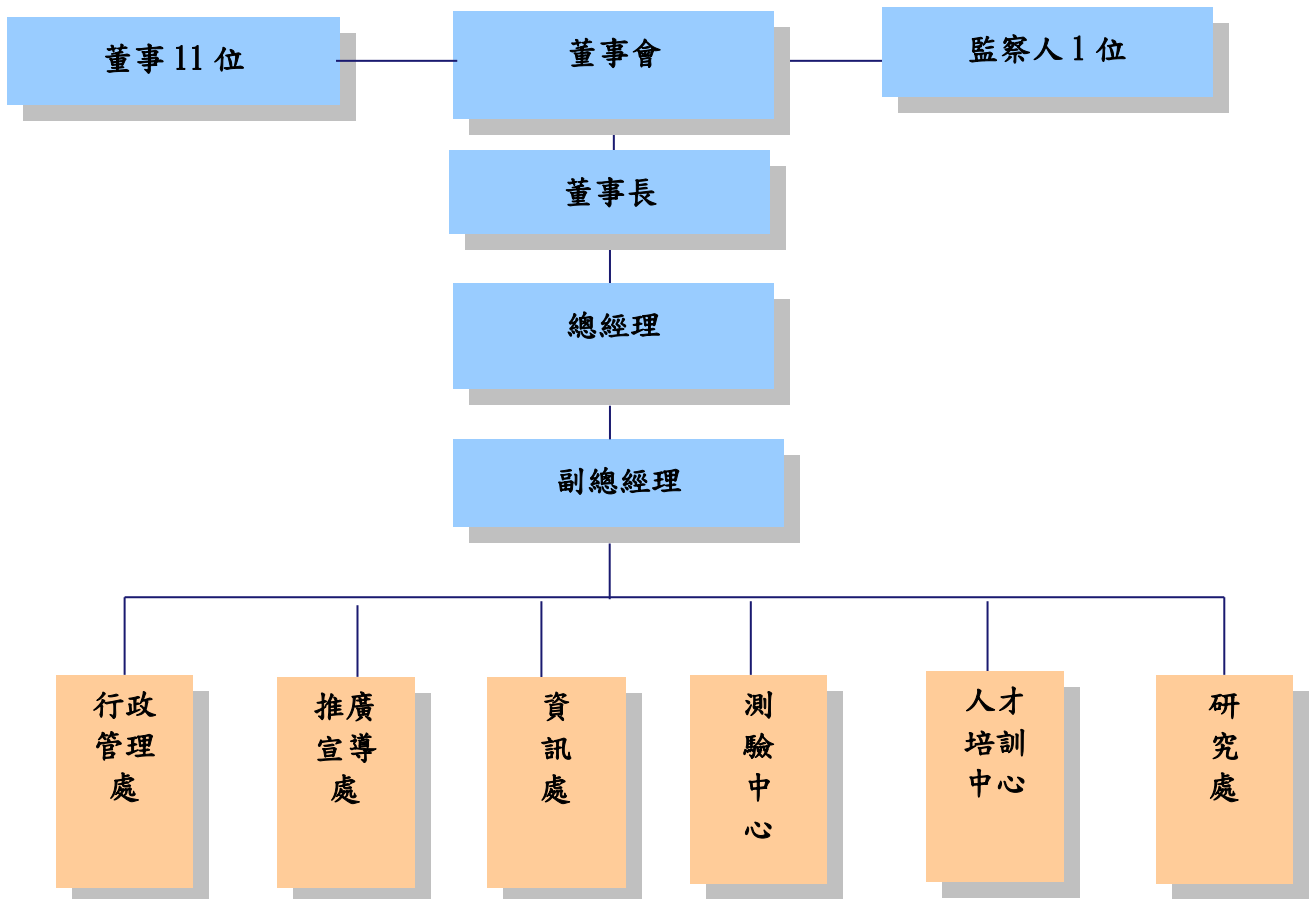 董事 11 位
董事會
監察人 1 位
董事長
總經理
副總經理
行政
管理
處
推廣
宣導
處
資
訊
處
測
驗
中
心
人才
培訓
中心
研
究
處